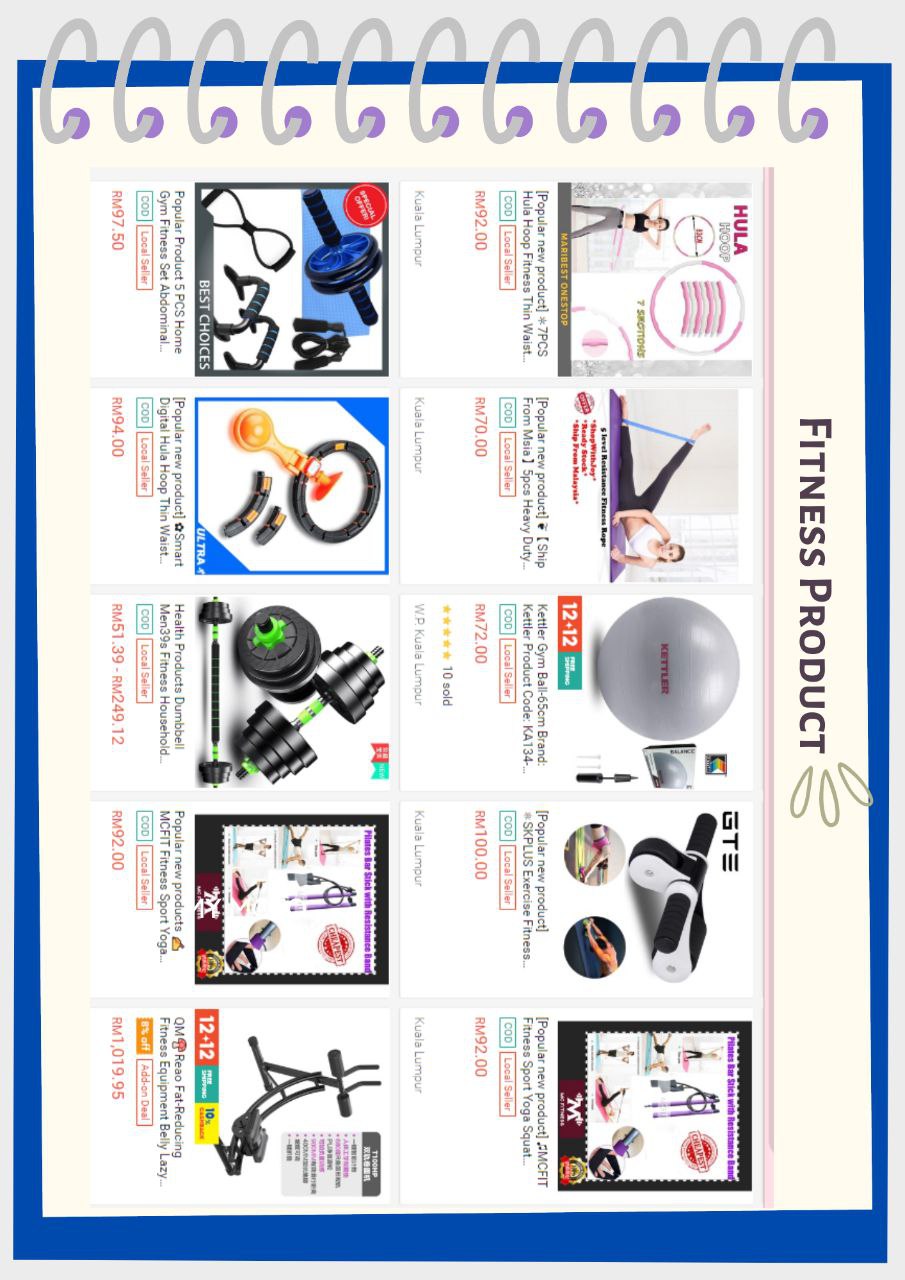 Fitness Product
HULA
HOOP
93CM
7 SECTIONS
MARIBEST ONESTOP
[Popular new product] ✳7PCS
Hula Hoop Fitness Thin Waist...
COD Local Seller
RM92.00
Kuala Lumpur
5 level Resistance Fitness Rope
OFFER
*ShopWithJoy*
*Ready Stock*
*Ship From Malaysia*
[Popular new product] ❦【Ship
From Msia】5pcs Heavy Duty...
COD Local Seller
RM70.00
Kuala Lumpur
KETTLER
BALANCE
12+12 FREE SHIPPING
Kettler Gym Ball-65cm Brand:
Kettler Product Code: KA134-...
COD Local Seller
RM72.00
★★★★★ 10 sold
W.P. Kuala Lumpur
GTE
[Popular new product]
⚛SKPLUS Exercise Fitness...
COD Local Seller
RM100.00
Kuala Lumpur
Pilates Bar Stick with Resistance Band
CHEAPEST
M
MC FITNESS
[Popular new product] ♫MCFIT
Fitness Sport Yoga Squat...
COD Local Seller
RM92.00
Kuala Lumpur
SPECIAL
OFFER!
BEST CHOICES
Popular Product 5 PCS Home
Gym Fitness Set Abdominal...
COD Local Seller
RM97.50
ULTRA
[Popular new product] ✿Smart
Digital Hula Hoop Thin Waist...
COD Local Seller
RM94.00
NEW
Health Products Dumbbell
Men39s Fitness Household...
COD Local Seller
RM51.39 - RM249.12
Pilates Bar Stick with Resistance Band
CHEAPEST
Popular new products ✍
MCFIT Fitness Sport Yoga...
COD Local Seller
RM92.00
T100HP
双轨卷腹机
12+12 FREE SHIPPING 10% CASHBACK
QM🍄Reao Fat-Reducing
Fitness Equipment Belly Lazy...
8% off Add-on Deal
RM1,019.95